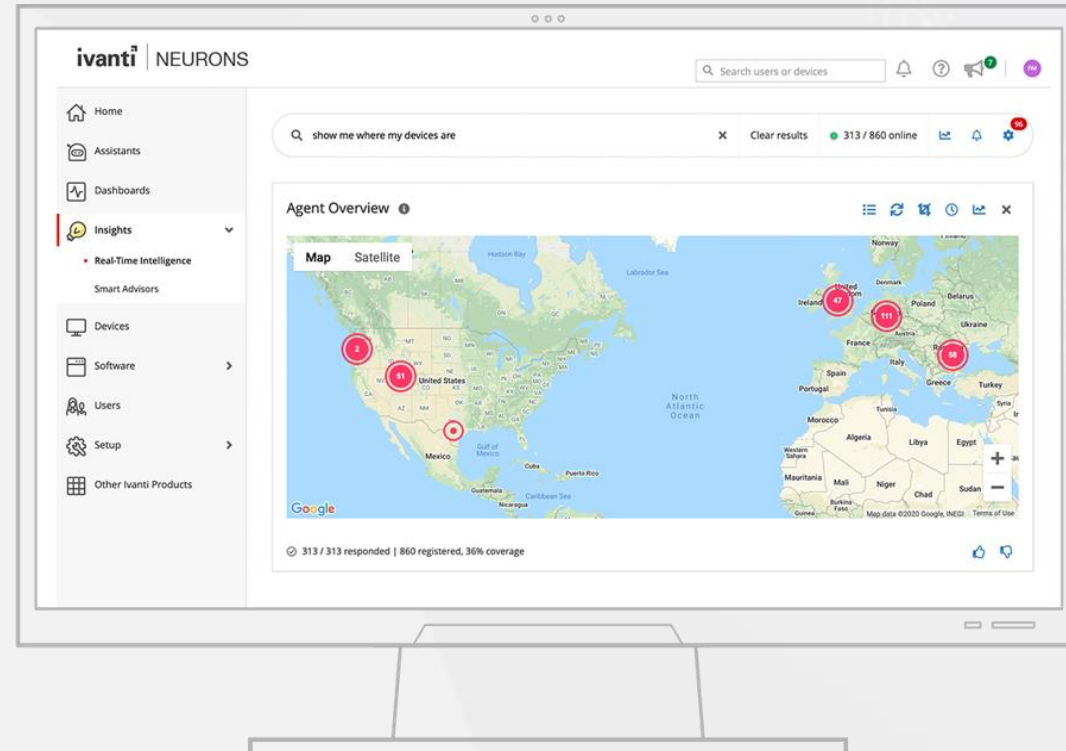 ivanti NEURONS
Search users or devices
7
Home
Assistants
Dashboards
Insights
Real-Time Intelligence
Smart Advisors
Devices
Software
Users
Setup
Other Ivanti Products
show me where my devices are
Clear results
313 / 860 online
96
Agent Overview
Map Satellite
Hudson Bay
Labrador Sea
Norway
Denmark
Ireland
47
111
Poland
Belarus
Ukraine
France
Austria
58
Italy
Spain
Portugal
Greece
Turkey
2
51
United States
North
Atlantic
Ocean
Mexico
Gulf of
Mexico
Cuba
Puerto Rico
Guatemala
Caribbean Sea
Nicaragua
Tunisia
Syria
Morocco
Algeria
Libya
Egypt
Western
Sahara
Mauritania
Mali
Niger
Chad
Sudan
Burkina
Faso
Guinea
Google
Map data ©2020 Google, INEGI Terms of Use
313 / 313 responded | 860 registered, 36% coverage